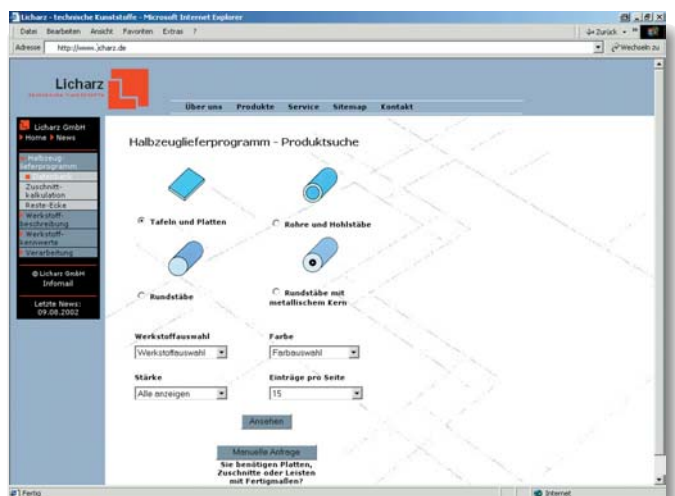 Licharz - technische Kunststoffe - Microsoft Internet Explorer
Datei Bearbeiten Ansicht Favoriten Extras ?
Zurück
Adresse
Wechseln zu
Licharz
Über uns Produkte Service Sitemap Kontakt
Licharz GmbH
Home News
Halbzeug-
lieferprogramm
Datenbank
Zuschnitt-
kalkulation
Reste-Ecke
Werkstoff-
beschreibung
Werkstoff-
kennwerte
Verarbeitung
© Licharz GmbH
Infomail
Letzte News:
09.08.2002
Halbzeuglieferprogramm - Produktsuche
Tafeln und Platten
Rohre und Hohlstäbe
Rundstäbe
Rundstäbe mit
metallischem Kern
Werkstoffauswahl Farbe
Werkstoffauswahl Farbauswahl
Stärke Einträge pro Seite
Alle anzeigen 15
Ansehen
Manuelle Anfrage
Sie benötigen Platten,
Zuschnitte oder Leisten
mit Fertigmaßen?
Fertig
Internet